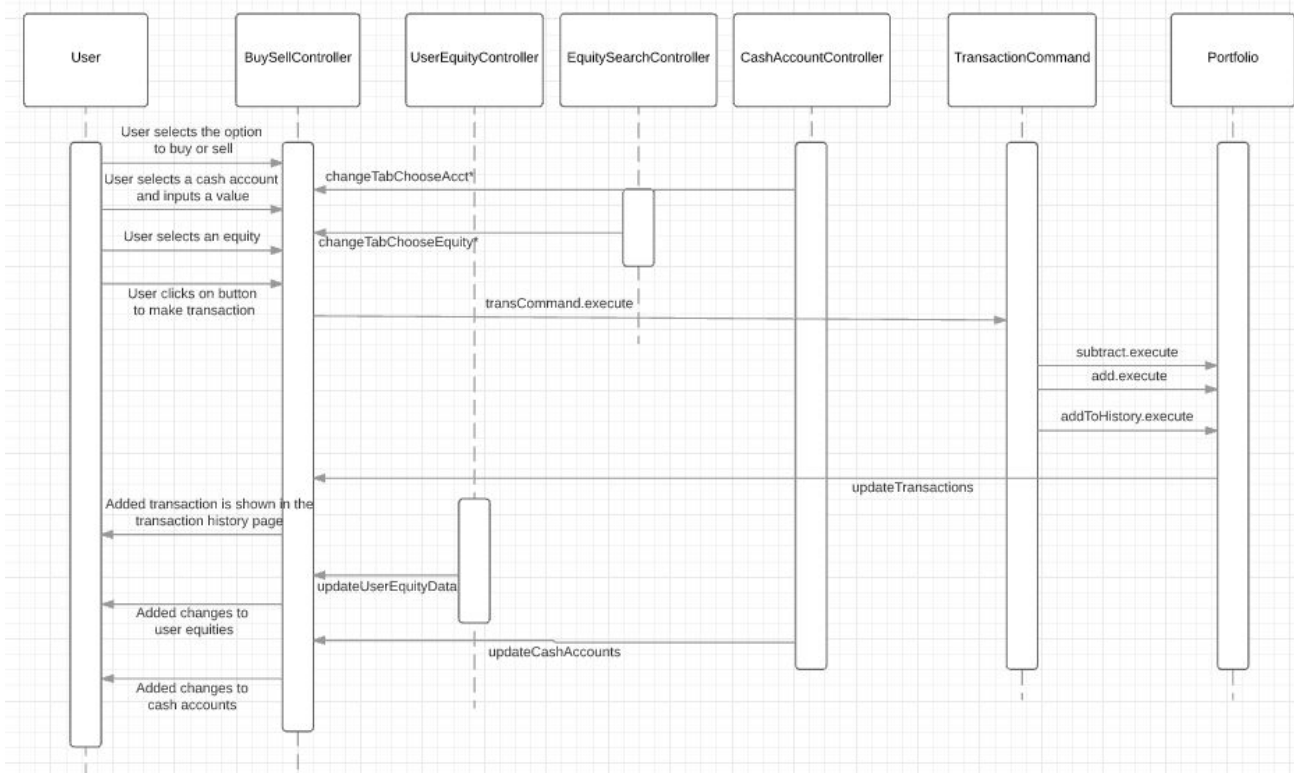 User
BuySellController
UserEquityController
EquitySearchController
CashAccountController
TransactionCommand
Portfolio
User selects the option
to buy or sell
User selects a cash account
and inputs a value
changeTabChooseAcct*
User selects an equity
changeTabChooseEquity*
User clicks on button
to make transaction
transCommand.execute
subtract.execute
add.execute
addToHistory.execute
updateTransactions
Added transaction is shown in the
transaction history page
updateUserEquityData
Added changes to
user equities
updateCashAccounts
Added changes to
cash accounts